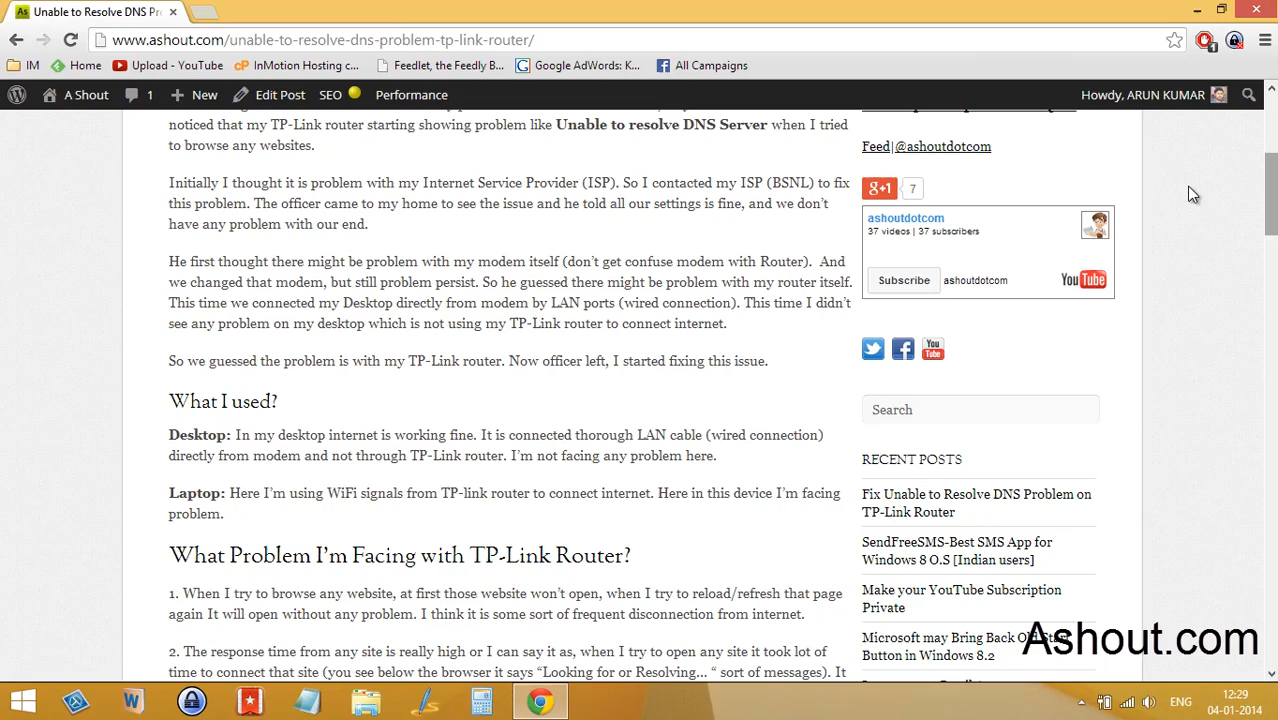 Unable to Resolve DNS Pr
www.ashout.com/unable-to-resolve-dns-problem-tp-link-router/
IM Home Upload - YouTube InMotion Hosting c... Feedlet, the Feedly B... Google AdWords: K... All Campaigns
A Shout 1 New Edit Post SEO Performance Howdy, ARUN KUMAR
noticed that my TP-Link router starting showing problem like Unable to resolve DNS Server when I tried
to browse any websites.
Initially I thought it is problem with my Internet Service Provider (ISP). So I contacted my ISP (BSNL) to fix
this problem. The officer came to my home to see the issue and he told all our settings is fine, and we don't
have any problem with our end.
He first thought there might be problem with my modem itself (don't get confuse modem with Router). And
we changed that modem, but still problem persist. So he guessed there might be problem with my router itself.
This time we connected my Desktop directly from modem by LAN ports (wired connection). This time I didn't
see any problem on my desktop which is not using my TP-Link router to connect internet.
So we guessed the problem is with my TP-Link router. Now officer left, I started fixing this issue.
What I used?
Desktop: In my desktop internet is working fine. It is connected thorough LAN cable (wired connection)
directly from modem and not through TP-Link router. I'm not facing any problem here.
Laptop: Here I'm using WiFi signals from TP-link router to connect internet. Here in this device I'm facing
problem.
What Problem I'm Facing with TP-Link Router?
1. When I try to browse any website, at first those website won't open, when I try to reload/refresh that page
again It will open without any problem. I think it is some sort of frequent disconnection from internet.
2. The response time from any site is really high or I can say it as, when I try to open any site it took lot of
time to connect that site (you see below the browser it says "Looking for or Resolving... " sort of messages). It
Feed|@ashoutdotcom
g+1 7
ashoutdotcom
37 videos | 37 subscribers
Subscribe ashoutdotcom YouTube
You Tube
Search
RECENT POSTS
Fix Unable to Resolve DNS Problem on
TP-Link Router
SendFreeSMS-Best SMS App for
Windows 8 O.S [Indian users]
Make your YouTube Subscription
Private
Microsoft may Bring Back Old Start
Button in Windows 8.2
Ashout.com
ENG
12:29
04-01-2014